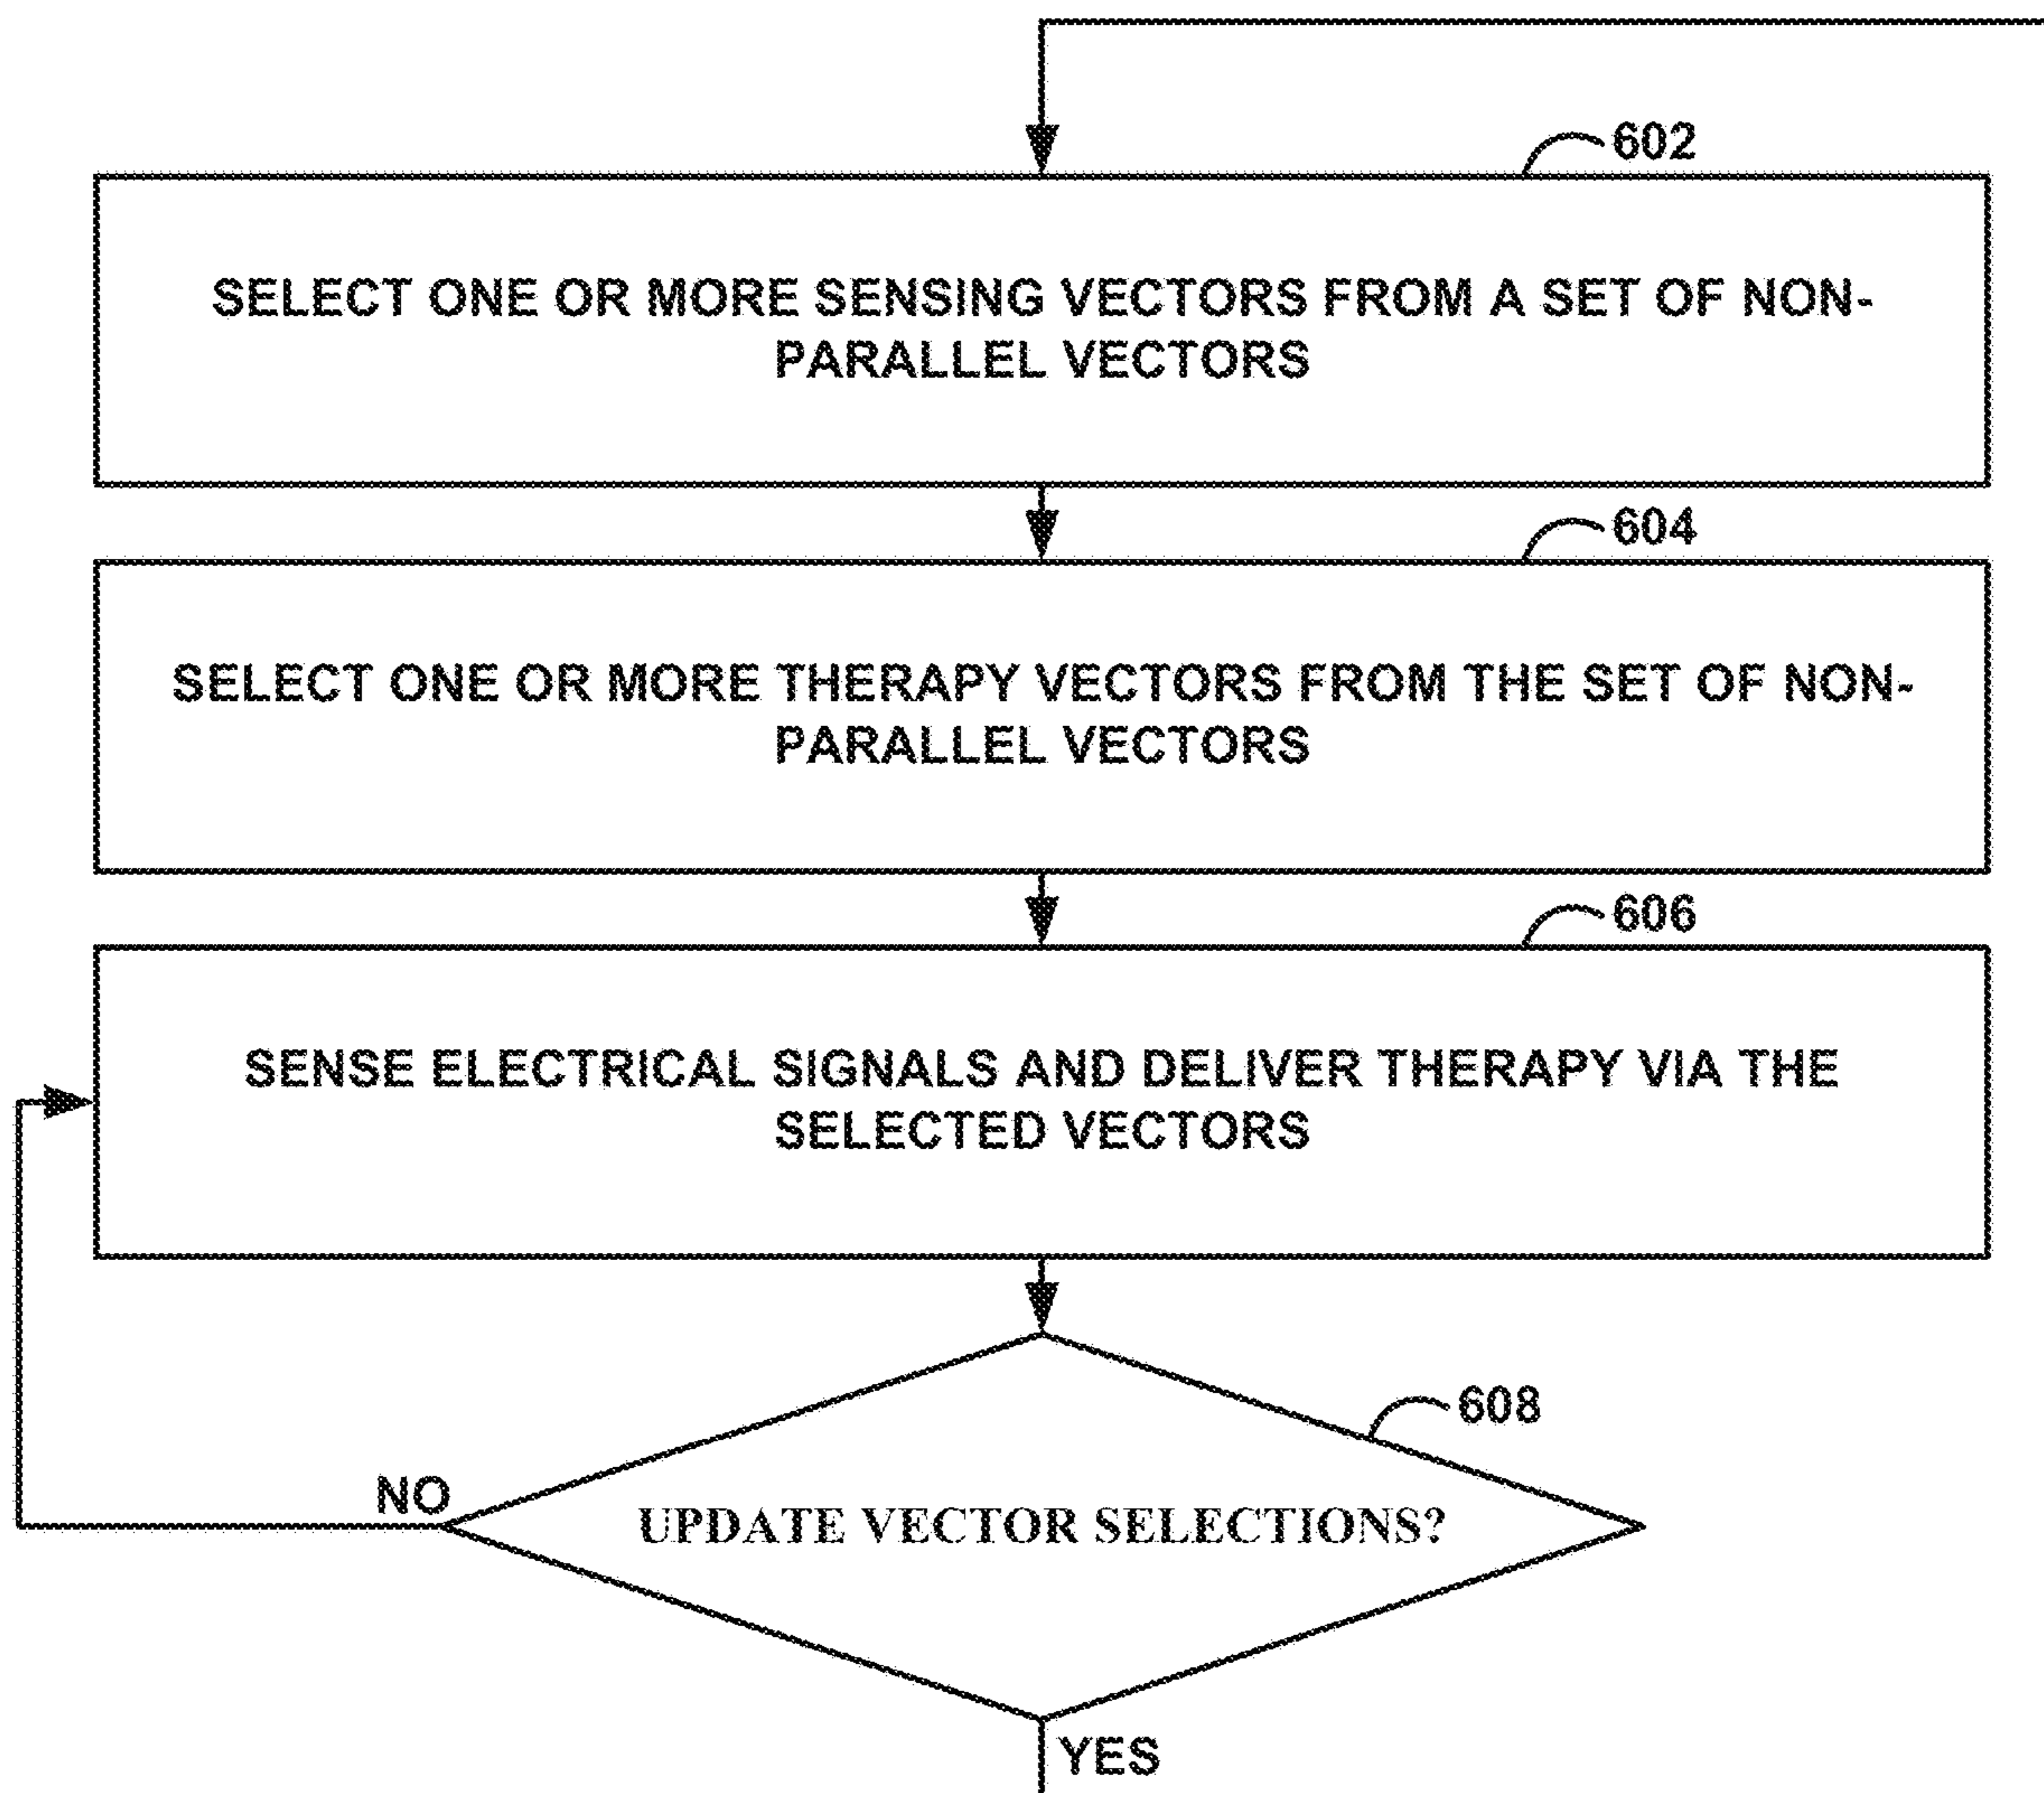 602
SELECT ONE OR MORE SENSING VECTORS FROM A SET OF NON-
PARALLEL VECTORS
604
SELECT ONE OR MORE THERAPY VECTORS FROM THE SET OF NON-
PARALLEL VECTORS
606
SENSE ELECTRICAL SIGNALS AND DELIVER THERAPY VIA THE
SELECTED VECTORS
608
NO
UPDATE VECTOR SELECTIONS?
YES